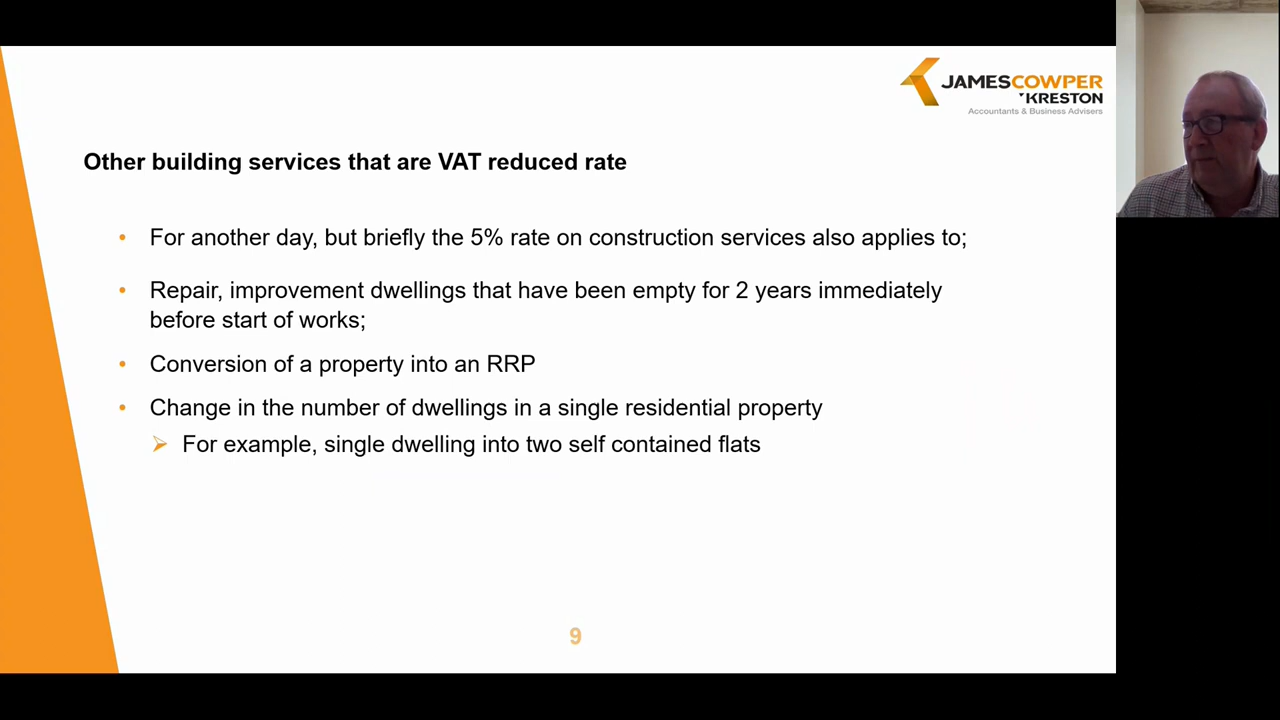 JAMESCOWPER
KRESTON
Accountants & Business Advisers
Other building services that are VAT reduced rate
• For another day, but briefly the 5% rate on construction services also applies to;
• Repair, improvement dwellings that have been empty for 2 years immediately
before start of works;
• Conversion of a property into an RRP
• Change in the number of dwellings in a single residential property
➢ For example, single dwelling into two self contained flats
9